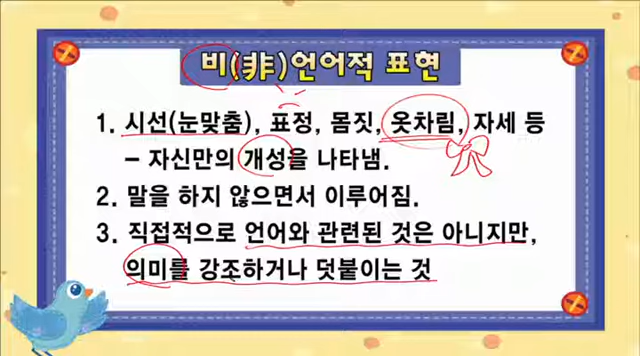 비(非)언어적 표현
1. 시선(눈맞춤), 표정, 몸짓, 옷차림, 자세 등
– 자신만의 개성을 나타냄.
2. 말을 하지 않으면서 이루어짐.
3. 직접적으로 언어와 관련된 것은 아니지만,
의미를 강조하거나 덧붙이는 것